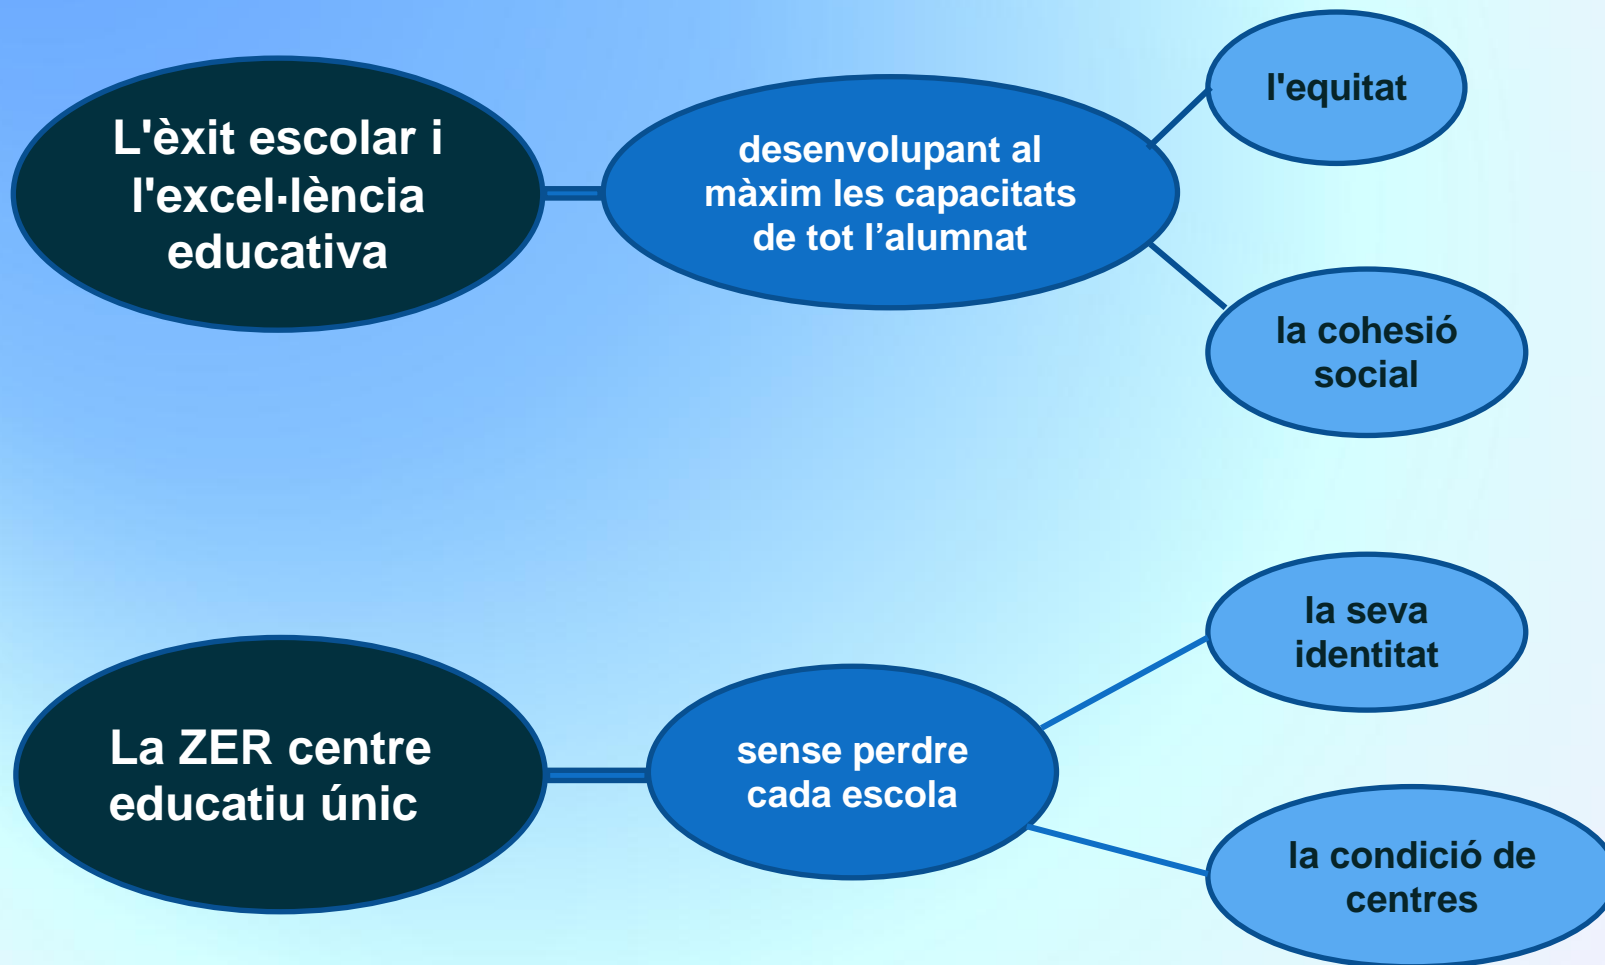 L'èxit escolar i
l'excel·lència
educativa
desenvolupant al
màxim les capacitats
de tot l’alumnat
l'equitat
la cohesió
social
La ZER centre
educatiu únic
sense perdre
cada escola
la seva
identitat
la condició de
centres